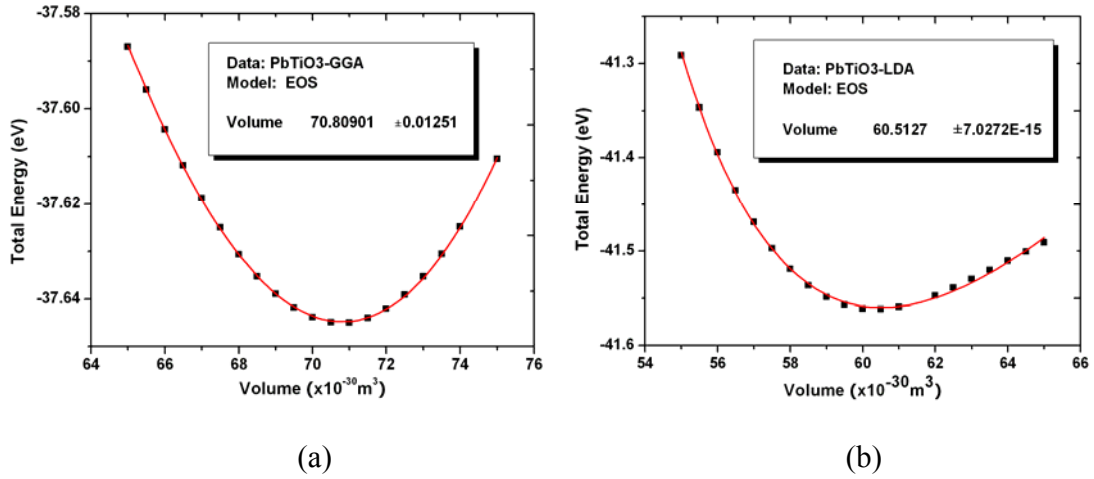 -37.58
-37.60
-37.62
-37.64
Total Energy (eV)
Data: PbTiO3-GGA
Model: EOS
Volume 70.80901 ±0.01251
64 66 68 70 72 74 76
Volume (x10⁻³⁰m³)
(a)
-41.3
-41.4
-41.5
-41.6
Total Energy (eV)
Data: PbTiO3-LDA
Model: EOS
Volume 60.5127 ±7.0272E-15
54 56 58 60 62 64 66
Volume (x10⁻³⁰m³)
(b)